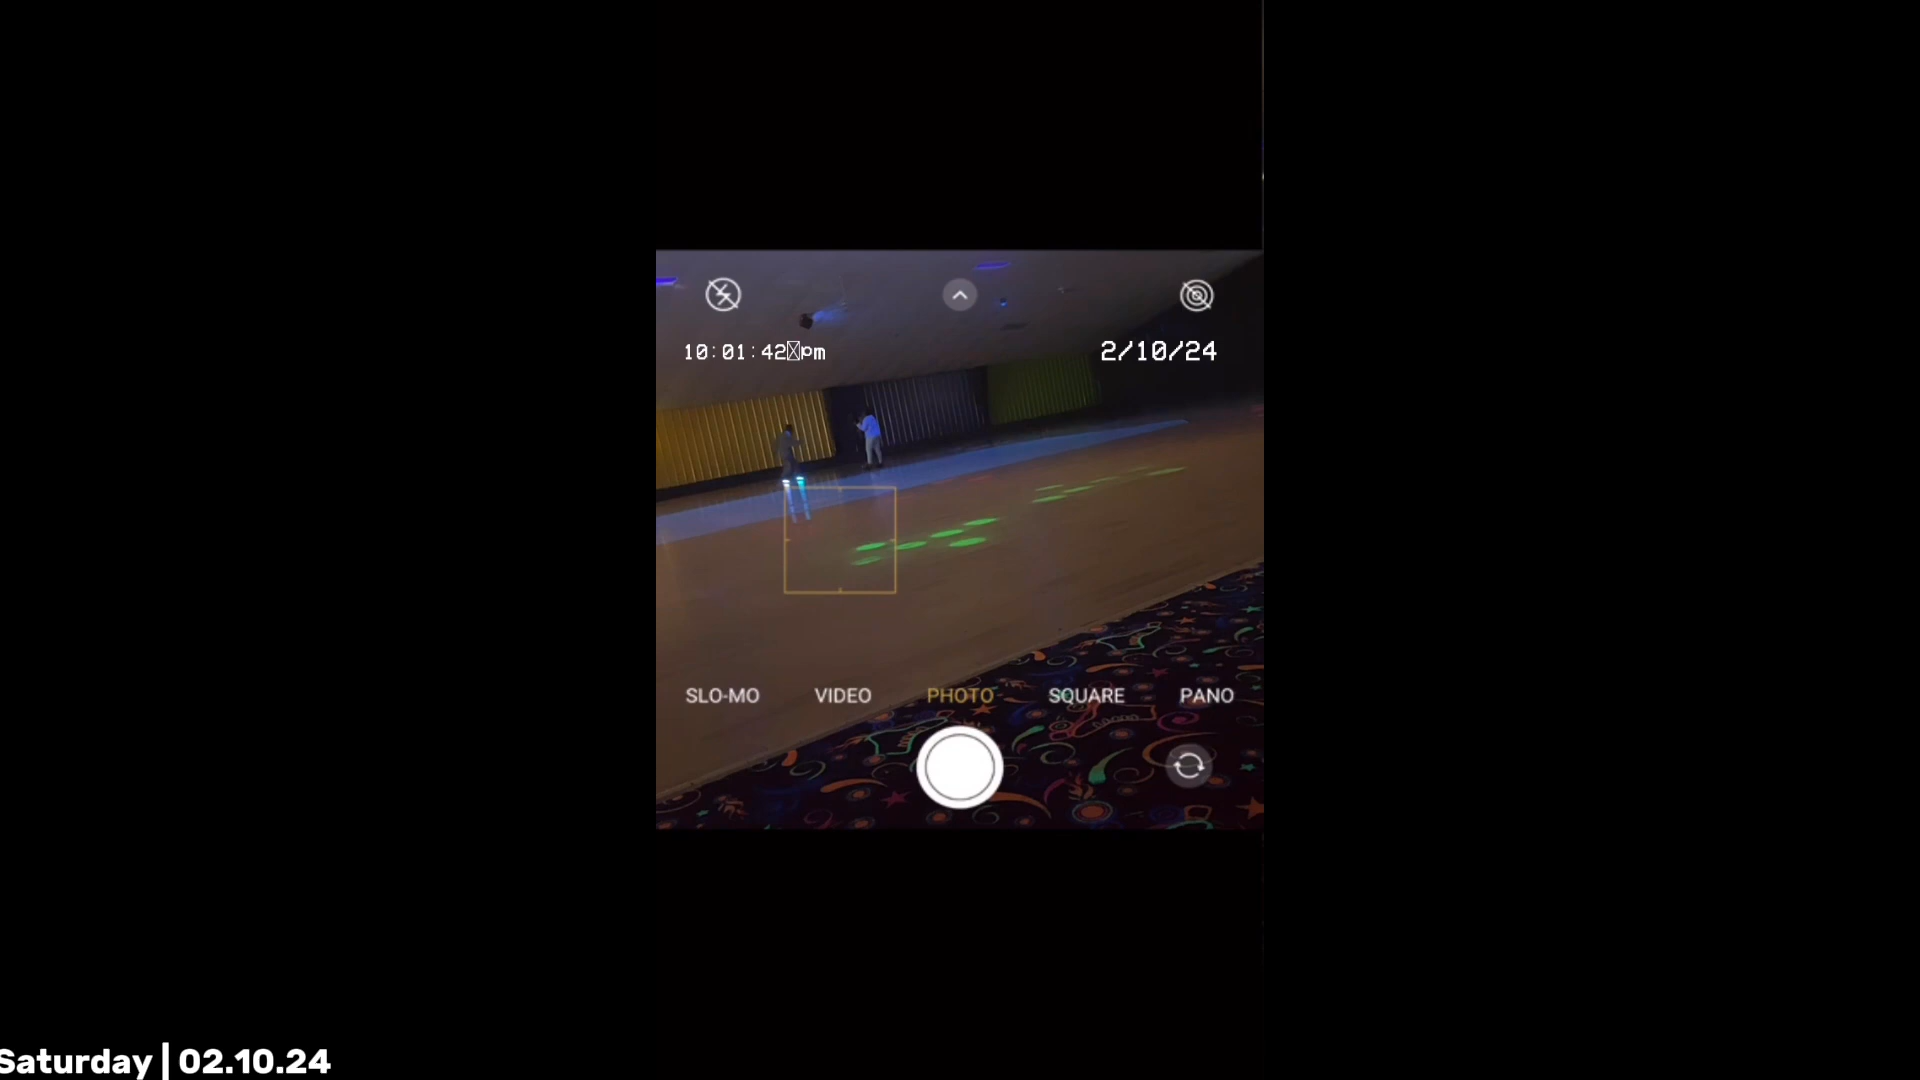 10:01:42 pm
2/10/24
SLO-MO VIDEO PHOTO SQUARE PANO
Saturday | 02.10.24